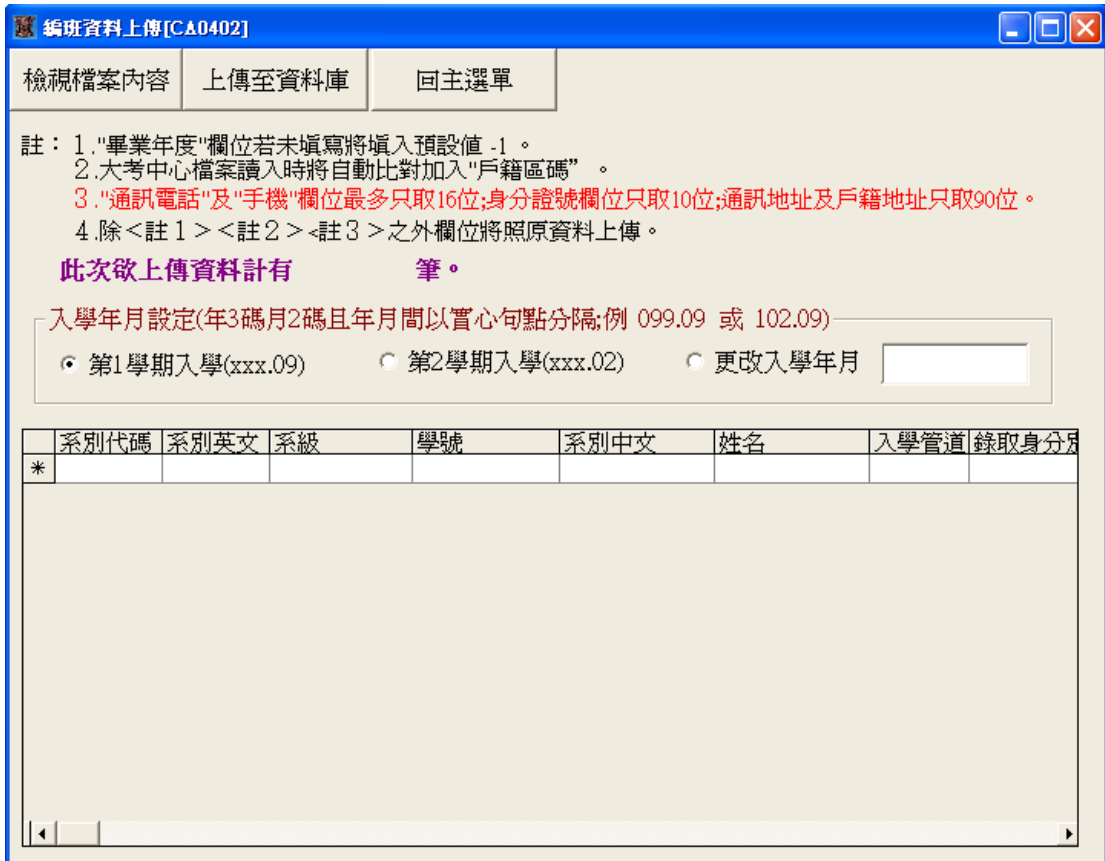 編班資料上傳[CA0402]
檢視檔案內容 上傳至資料庫 回主選單
註：１."畢業年度"欄位若未填寫將填入預設值 -1 。
２.大考中心檔案讀入時將自動比對加入"戶籍區碼”。
３."通訊電話"及"手機"欄位最多只取16位;身分證號欄位只取10位;通訊地址及戶籍地址只取90位。
４.除＜註１＞＜註２＞<註３＞之外欄位將照原資料上傳。
此次欲上傳資料計有 筆。
入學年月設定(年3碼月2碼且年月間以實心句點分隔;例 099.09 或 102.09)
第1學期入學(xxx.09) 第2學期入學(xxx.02) 更改入學年月
系別代碼 系別英文 系級 學號 系別中文 姓名 入學管道 錄取身分別
*